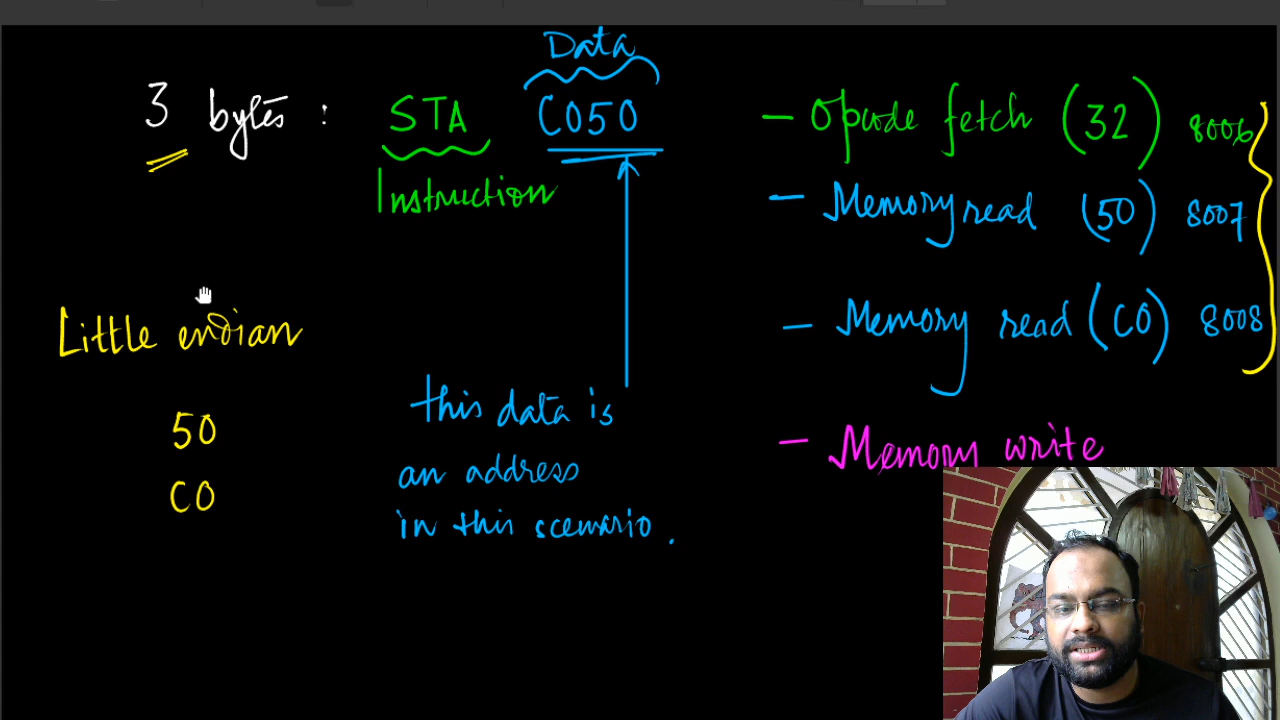 Data
3 bytes : STA C050
Instruction
Little endian
50
C0
this data is
an address
in this scenario.
- Opcode fetch (32) 8006
- Memory read (50) 8007
- Memory read (C0) 8008
- Memory write